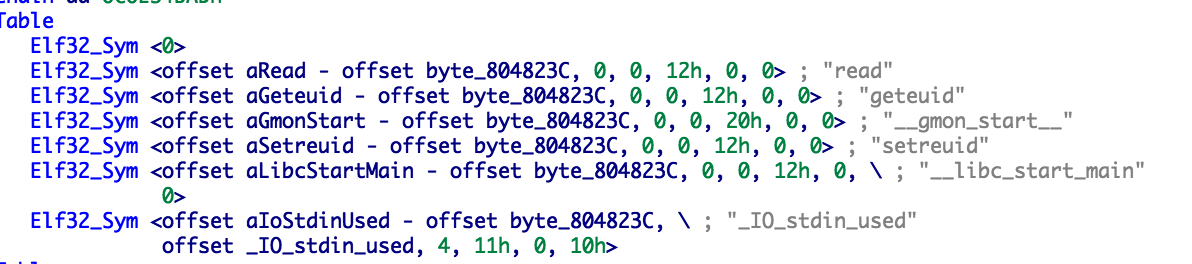 Table
Elf32_Sym <0>
Elf32_Sym <offset aRead - offset byte_804823C, 0, 0, 12h, 0, 0> ; "read"
Elf32_Sym <offset aGeteuid - offset byte_804823C, 0, 0, 12h, 0, 0> ; "geteuid"
Elf32_Sym <offset aGmonStart - offset byte_804823C, 0, 0, 20h, 0, 0> ; "__gmon_start__"
Elf32_Sym <offset aSetreuid - offset byte_804823C, 0, 0, 12h, 0, 0> ; "setreuid"
Elf32_Sym <offset aLibcStartMain - offset byte_804823C, 0, 0, 12h, 0, \ ; "__libc_start_main"
0>
Elf32_Sym <offset aIoStdinUsed - offset byte_804823C, \ ; "_IO_stdin_used"
offset _IO_stdin_used, 4, 11h, 0, 10h>